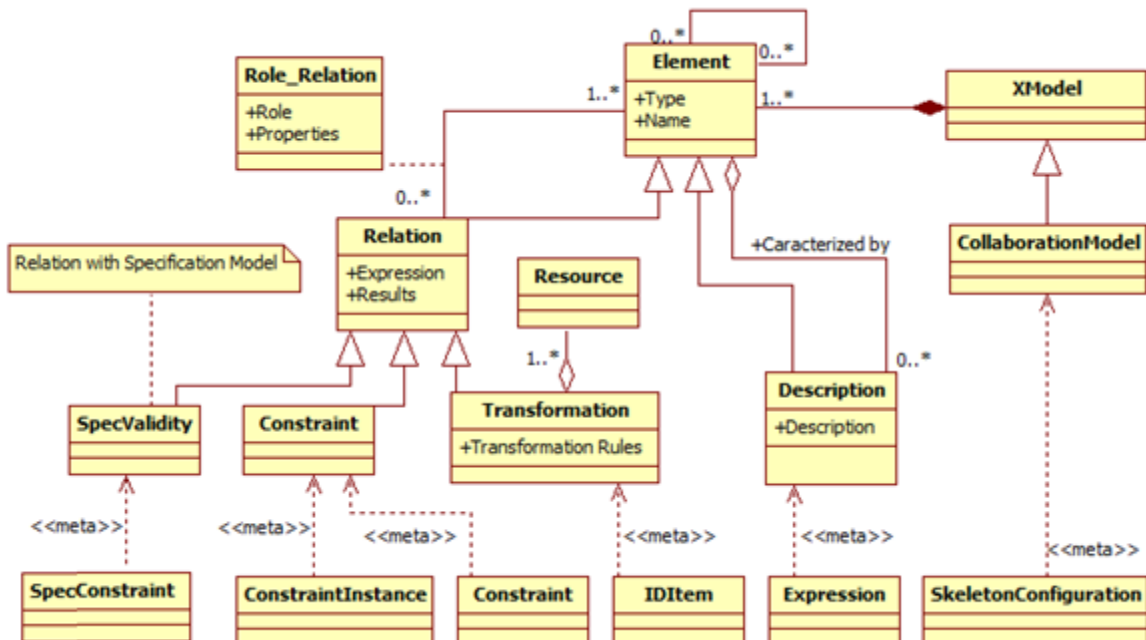 0..*
0..*
Element
+Type
+Name
Role_Relation
+Role
+Properties
1..*
1..*
XModel
0..*
Relation
+Expression
+Results
+Caracterized by
CollaborationModel
Relation with Specification Model
Resource
1..*
0..*
SpecValidity
Constraint
Transformation
+Transformation Rules
Description
+Description
<<meta>>
<<meta>>
<<meta>>
<<meta>>
<<meta>>
<<meta>>
SpecConstraint
ConstraintInstance
Constraint
IDItem
Expression
SkeletonConfiguration